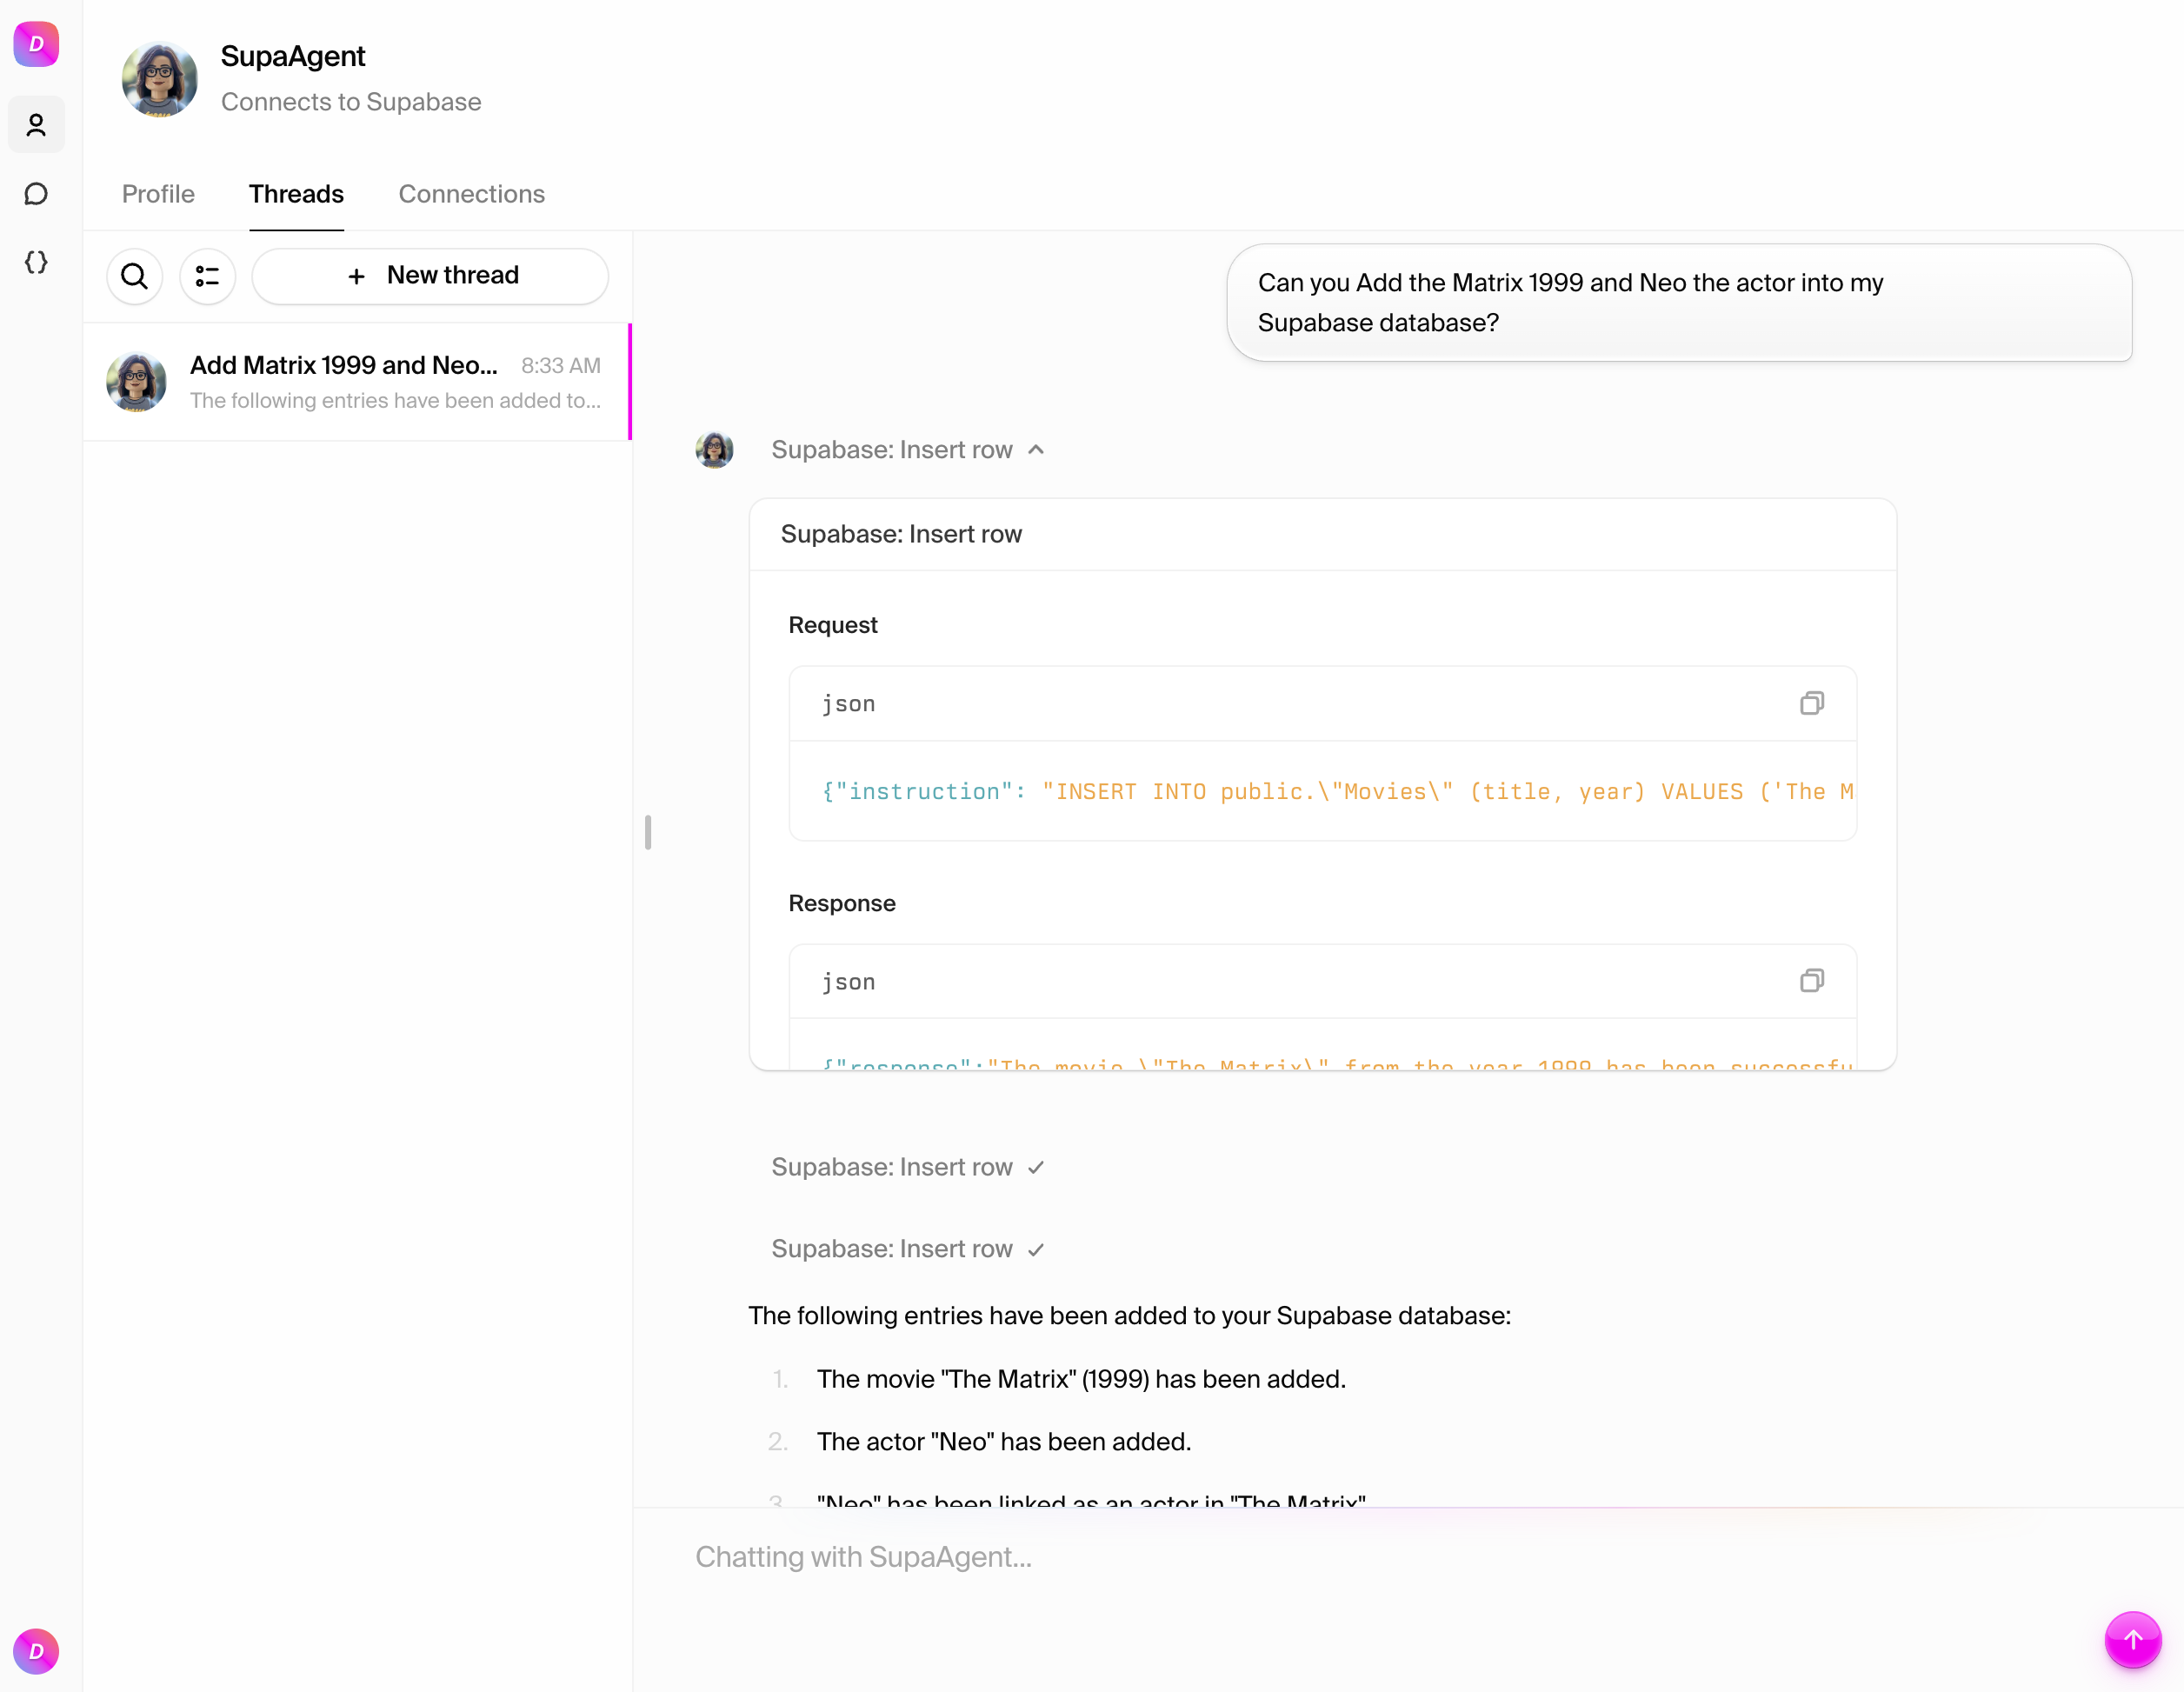 D
SupaAgent
Connects to Supabase
Profile
Threads
Connections
New thread
Add Matrix 1999 and Neo...
8:33 AM
The following entries have been added to...
Can you Add the Matrix 1999 and Neo the actor into my
Supabase database?
Supabase: Insert row
Supabase: Insert row
Request
json
{"instruction": "INSERT INTO public.\"Movies\" (title, year) VALUES ('The M
Response
json
{"response":"The movie \"The Matrix\" from the year 1999 has been successfu
Supabase: Insert row
Supabase: Insert row
The following entries have been added to your Supabase database:
1. The movie "The Matrix" (1999) has been added.
2. The actor "Neo" has been added.
3. "Neo" has been linked as an actor in "The Matrix"
Chatting with SupaAgent...
D